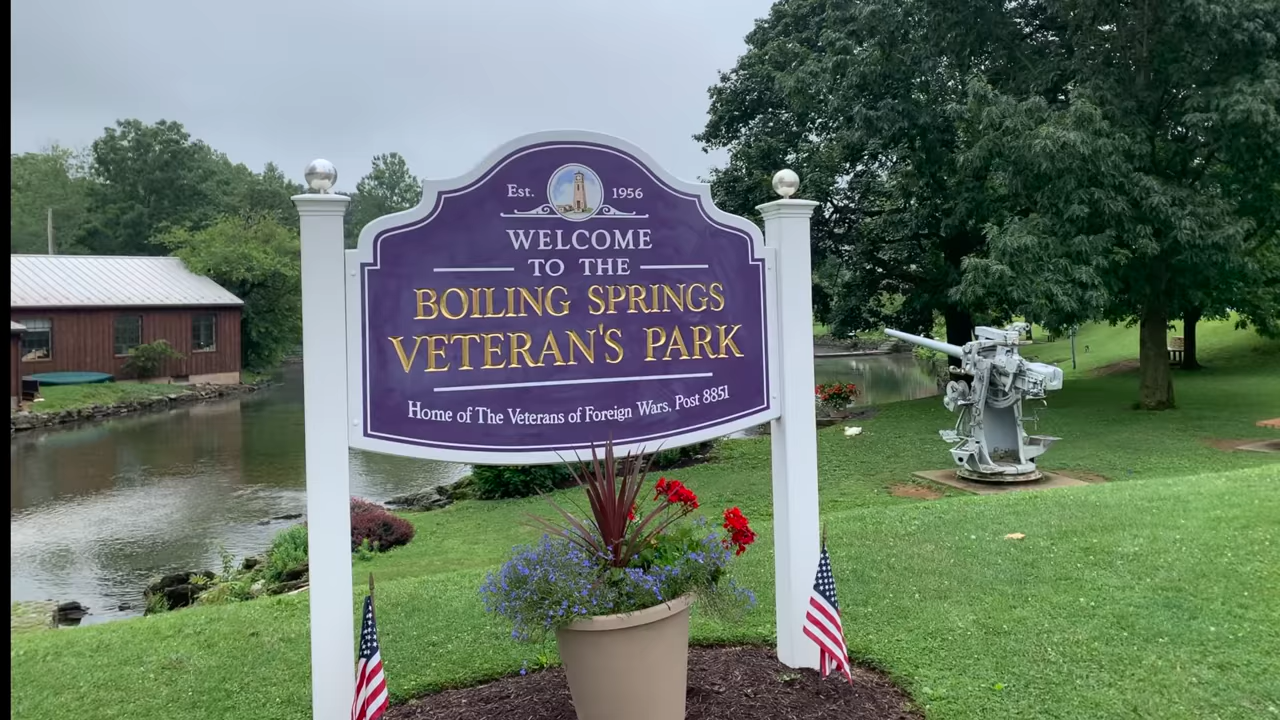 Est. 1956
WELCOME
TO THE
BOILING SPRINGS
VETERAN'S PARK
Home of The Veterans of Foreign Wars, Post 8851